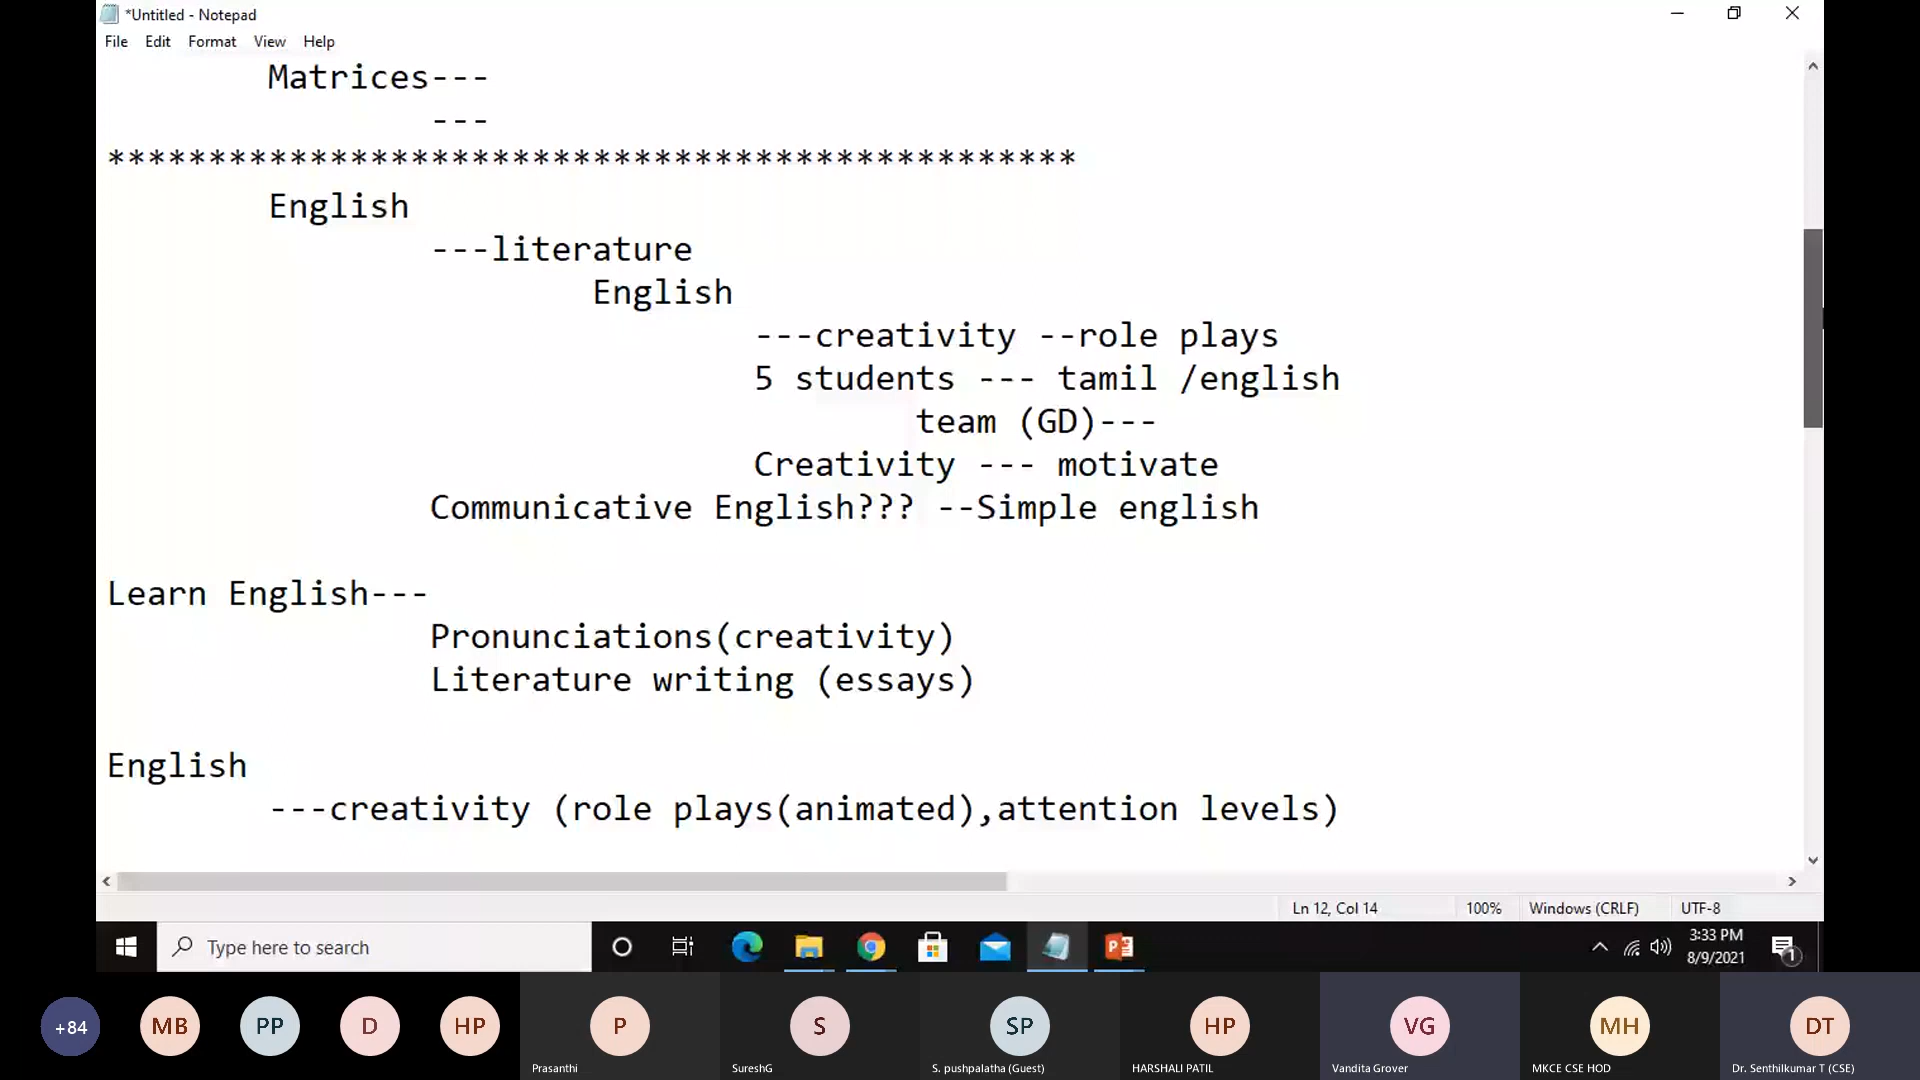 *Untitled - Notepad
File Edit Format View Help
Matrices---
---
************************************************
English
---literature
English
---creativity --role plays
5 students --- tamil /english
team (GD)---
Creativity --- motivate
Communicative English??? --Simple english
Learn English---
Pronunciations(creativity)
Literature writing (essays)
English
---creativity (role plays(animated),attention levels)
Ln 12, Col 14 100% Windows (CRLF) UTF-8
Type here to search
3:33 PM
8/9/2021
1
+84 MB PP D HP P S SP HP VG MH DT
Prasanthi SureshG S. pushpalatha (Guest) HARSHALI PATIL Vandita Grover MKCE CSE HOD Dr. Senthilkumar T (CSE)